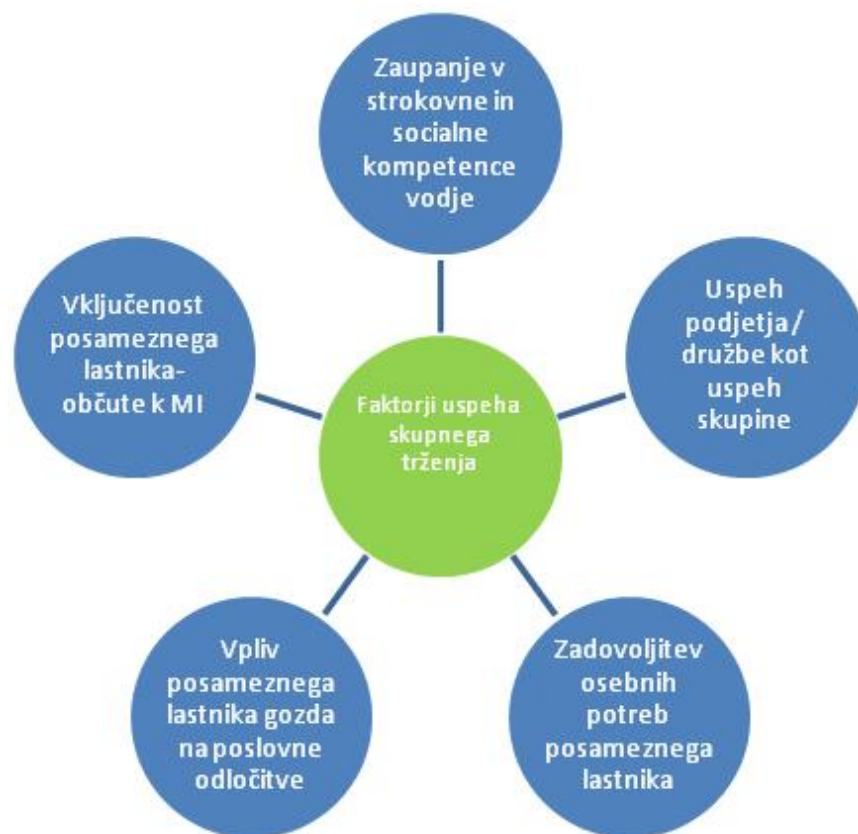 Zaupanje v
strokovne in
socialne
kompetence
vodje
Uspeh
podjetja /
družbe kot
uspeh
skupine
Zadovoljitev
osebnih
potreb
posameznega
lastnika
Vpliv
posameznega
lastnika gozda
na poslovne
odločitve
Vključenost
posameznega
lastnika-
občute k MI
Faktorji uspeha
skupnega
trženja